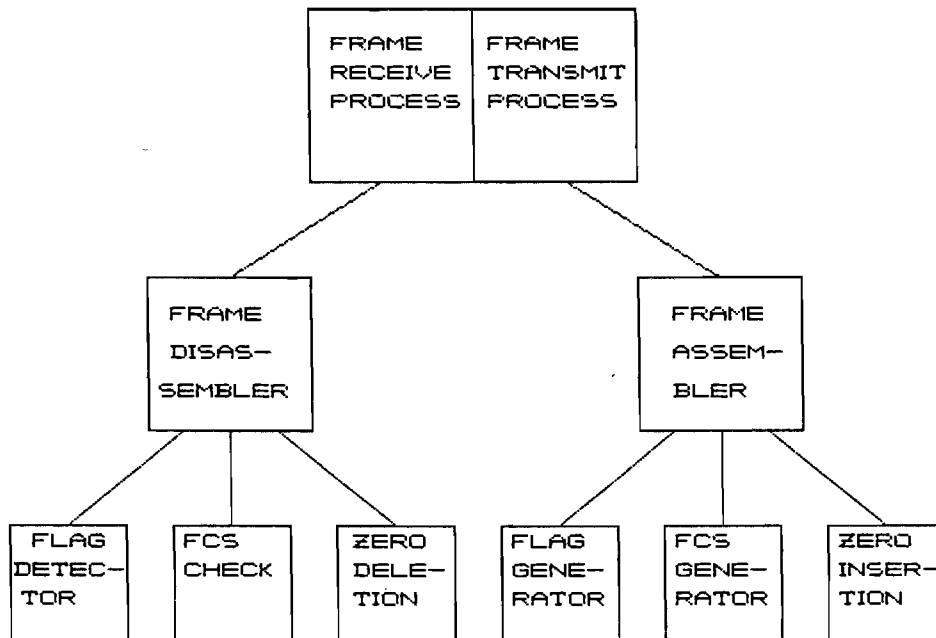 FRAME
RECEIVE
PROCESS
FRAME
TRANSMIT
PROCESS
FRAME
DISAS-
SEMBLER
FRAME
ASSEM-
BLER
FLAG
DETEC-
TOR
FCS
CHECK
ZERO
DELE-
TION
FLAG
GENE-
RATOR
FCS
GENE-
RATOR
ZERO
INSER-
TION